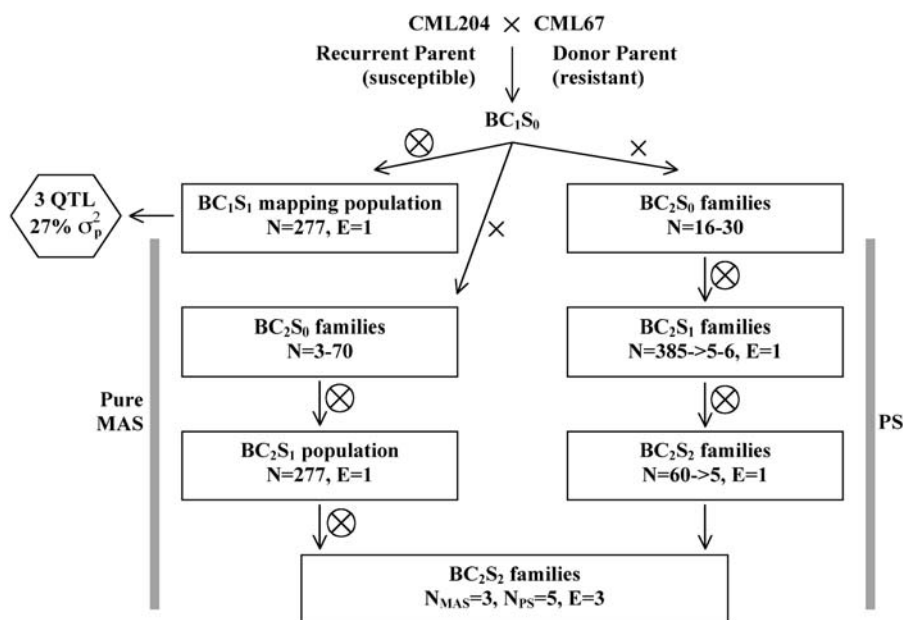 CML204 × CML67
Recurrent Parent
(susceptible)
Donor Parent
(resistant)
BC₁S₀
3 QTL
27% σ²ₚ
BC₁S₁ mapping population
N=277, E=1
BC₂S₀ families
N=16-30
BC₂S₀ families
N=3-70
BC₂S₁ families
N=385->5-6, E=1
Pure
MAS
PS
BC₂S₁ population
N=277, E=1
BC₂S₂ families
N=60->5, E=1
BC₂S₂ families
N_MAS=3, N_PS=5, E=3